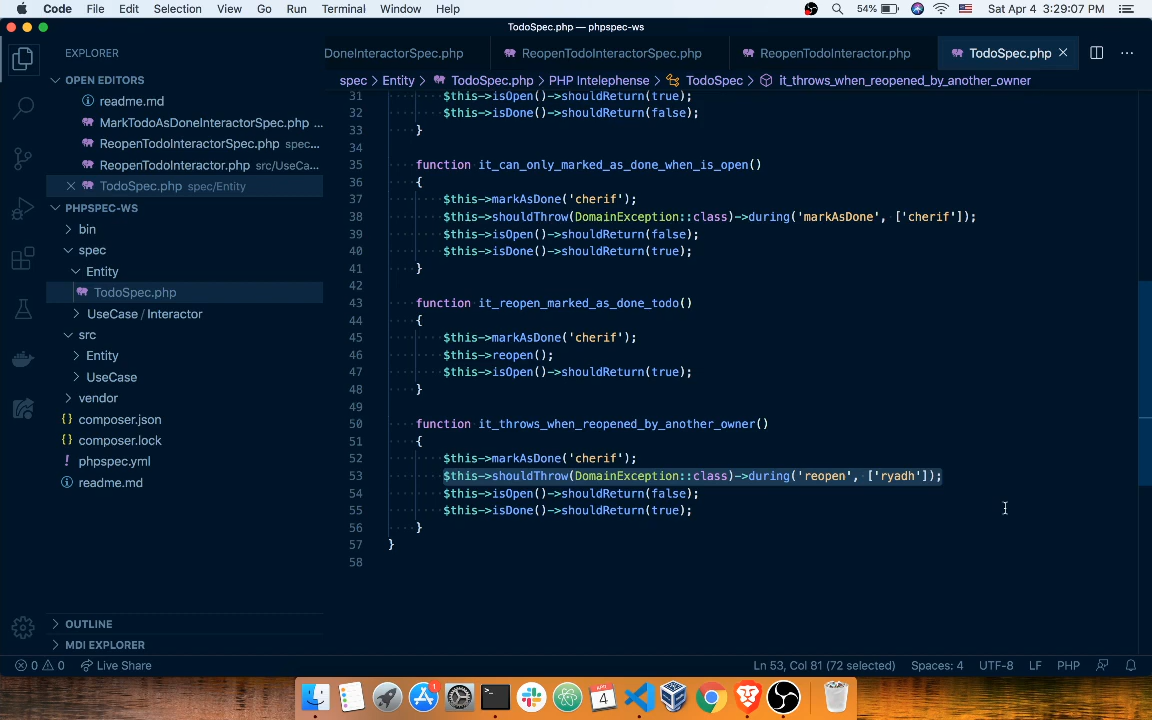 Code File Edit Selection View Go Run Terminal Window Help 54% Sat Apr 4 3:29:07 PM
TodoSpec.php — phpspec-ws
EXPLORER
DoneInteractorSpec.php ReopenTodoInteractorSpec.php ReopenTodoInteractor.php TodoSpec.php
spec > Entity > TodoSpec.php > PHP Intelephense > TodoSpec > it_throws_when_reopened_by_another_owner
OPEN EDITORS
readme.md
MarkTodoAsDoneInteractorSpec.php ...
ReopenTodoInteractorSpec.php spec...
ReopenTodoInteractor.php src/UseCa...
TodoSpec.php spec/Entity
PHPSPEC-WS
bin
spec
Entity
TodoSpec.php
UseCase / Interactor
src
Entity
UseCase
vendor
composer.json
composer.lock
phpspec.yml
readme.md
OUTLINE
MDI EXPLORER
31 $this->isOpen()->shouldReturn(true);
32 $this->isDone()->shouldReturn(false);
33 }
34
35 function it_can_only_marked_as_done_when_is_open()
36 {
37 $this->markAsDone('cherif');
38 $this->shouldThrow(DomainException::class)->during('markAsDone', ['cherif']);
39 $this->isOpen()->shouldReturn(false);
40 $this->isDone()->shouldReturn(true);
41 }
42
43 function it_reopen_marked_as_done_todo()
44 {
45 $this->markAsDone('cherif');
46 $this->reopen();
47 $this->isOpen()->shouldReturn(true);
48 }
49
50 function it_throws_when_reopened_by_another_owner()
51 {
52 $this->markAsDone('cherif');
53 $this->shouldThrow(DomainException::class)->during('reopen', ['ryadh']);
54 $this->isOpen()->shouldReturn(false);
55 $this->isDone()->shouldReturn(true);
56 }
57 }
58
0 0 Live Share Ln 53, Col 81 (72 selected) Spaces: 4 UTF-8 LF PHP